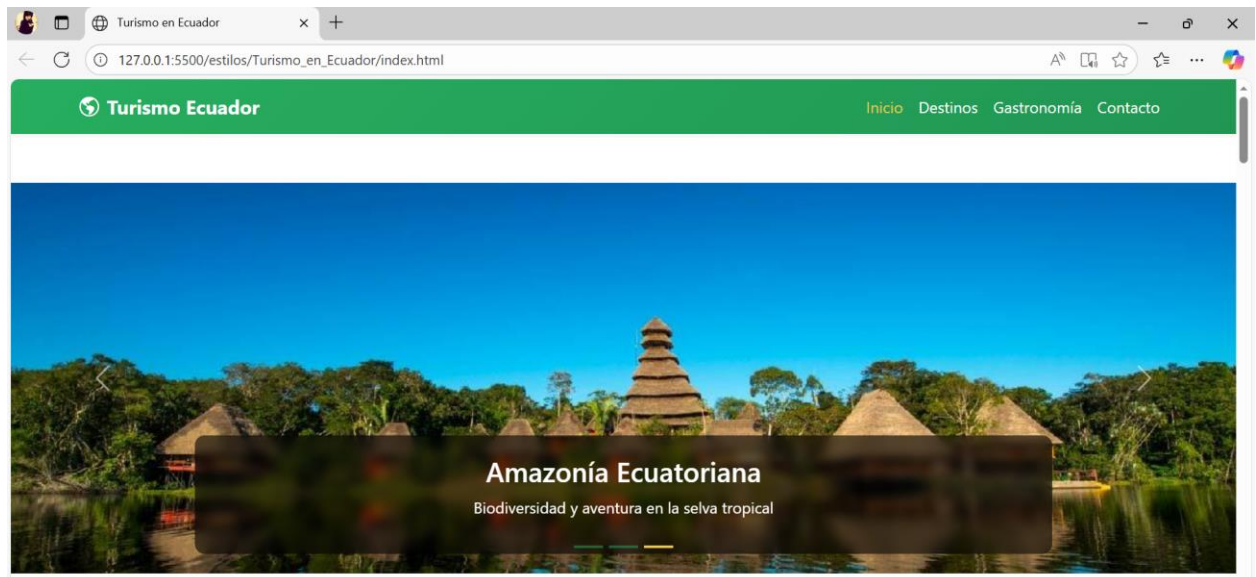 Turismo en Ecuador
127.0.0.1:5500/estilos/Turismo_en_Ecuador/index.html
Turismo Ecuador
Inicio Destinos Gastronomía Contacto
Amazonía Ecuatoriana
Biodiversidad y aventura en la selva tropical